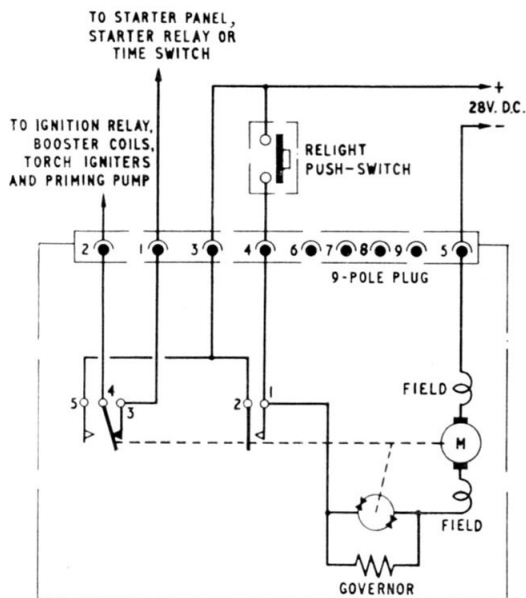 TO STARTER PANEL,
STARTER RELAY OR
TIME SWITCH
+
28V. D.C.
−
TO IGNITION RELAY,
BOOSTER COILS,
TORCH IGNITERS
AND PRIMING PUMP
RELIGHT
PUSH-SWITCH
2 1 3 4 6 7 8 9 5
9-POLE PLUG
5 4 3 2 1
FIELD
M
FIELD
GOVERNOR